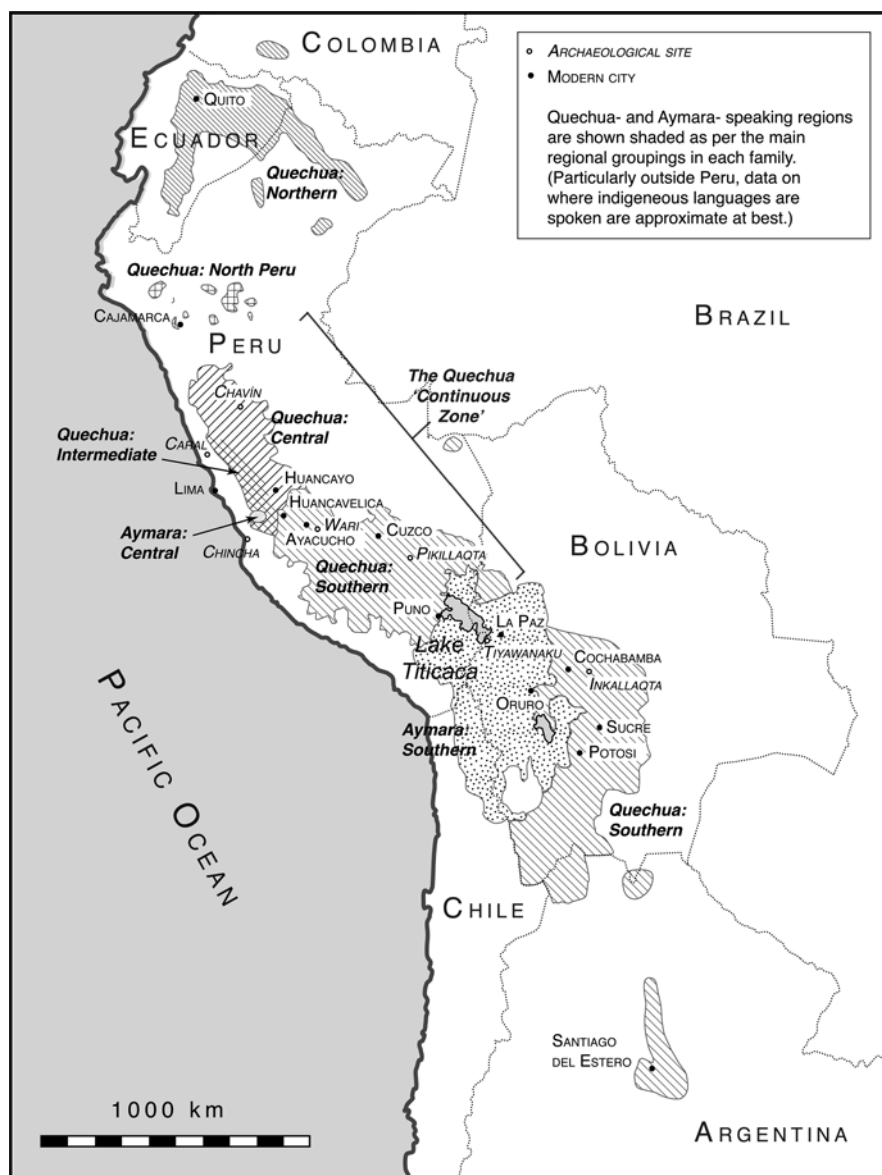 COLOMBIA
○ ARCHAEOLOGICAL SITE
• MODERN CITY
Quechua- and Aymara- speaking regions
are shown shaded as per the main
regional groupings in each family.
(Particularly outside Peru, data on
where indigeneous languages are
spoken are approximate at best.)
QUITO
ECUADOR
Quechua:
Northern
Quechua: North Peru
CAJAMARCA
BRAZIL
PERU
The Quechua
‘Continuous
Zone’
CHAVÍN
Quechua:
Central
Quechua:
Intermediate
CARAL
LIMA
HUANCAYO
HUANCAVELICA
WARI
AYACUCHO
CUZCO
Aymara:
Central
CHINCHA
PIKILLAQTA
Quechua:
Southern
BOLIVIA
PUNO
LA PAZ
Lake
Titicaca
TIYAWANAKU
COCHABAMBA
INKALLAQTA
ORURO
SUCRE
POTOSI
Aymara:
Southern
Quechua:
Southern
PACIFIC OCEAN
CHILE
SANTIAGO
DEL ESTERO
1000 km
ARGENTINA